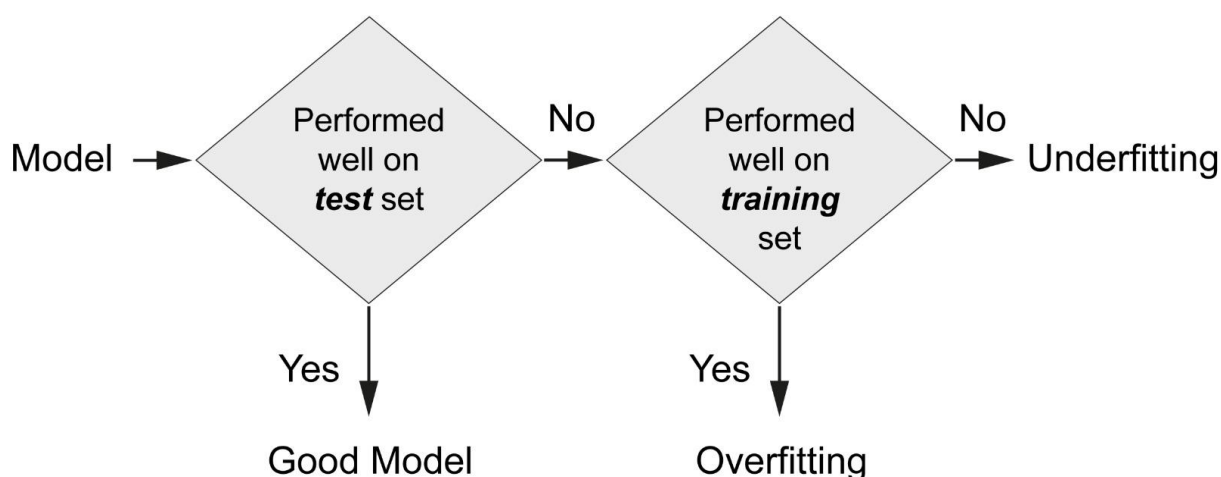 Model
Performed
well on
test set
No
Performed
well on
training
set
No
Underfitting
Yes
Good Model
Yes
Overfitting